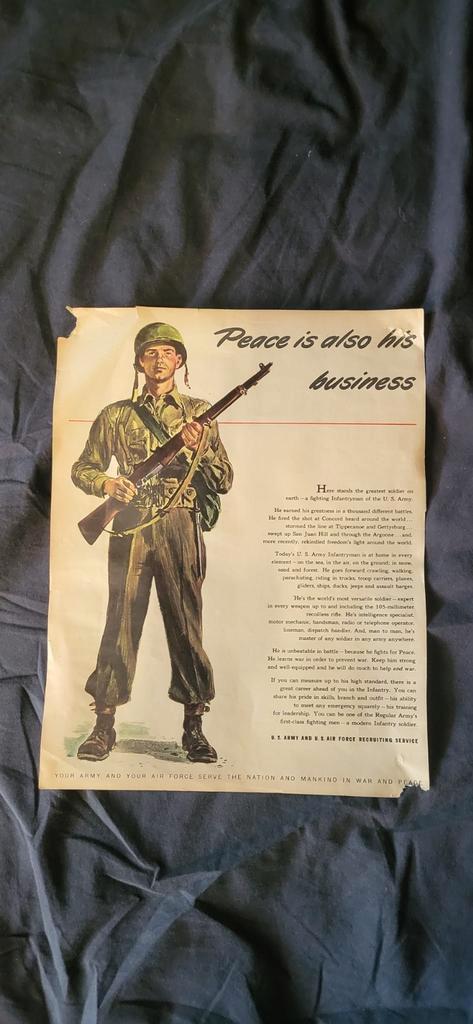 Peace is also his
business
Here stands the greatest soldier on
earth—a fighting Infantryman of the U. S. Army.
He earned his greatness in a thousand different battles.
He fired the shot at Concord heard around the world...
stormed the line at Tippecanoe and Gettysburg...
swept up San Juan Hill and through the Argonne...and,
more recently, rekindled freedom's light around the world.
Today's U. S. Army Infantryman is at home in every
element—on the sea, in the air, on the ground; in snow,
sand and forest. He goes forward crawling, walking,
parachuting, riding in trucks, troop carriers, planes,
gliders, ships, ducks, jeeps and assault barges.
He's the world's most versatile soldier—expert
in every weapon up to and including the 105-millimeter
recoilless rifle. He's intelligence specialist,
motor mechanic, handyman, radio or telephone operator,
lineman, dispatch handler. And, man to man, he's
master of any soldier in any army anywhere.
He is unbeatable in battle—because he fights for Peace.
He learns war in order to prevent war. Keep him strong
and well-equipped and he will do much to help end war.
If you can measure up to his high standard, there is a
great career ahead of you in the Infantry. You can
share his pride in skills, branch and outfit—his ability
to meet any emergency squarely—his training
for leadership. You can be one of the Regular Army's
first-class fighting men—a modern Infantry soldier.
U. S. ARMY AND U. S. AIR FORCE RECRUITING SERVICE
YOUR ARMY AND YOUR AIR FORCE SERVE THE NATION AND MANKIND IN WAR AND PEACE